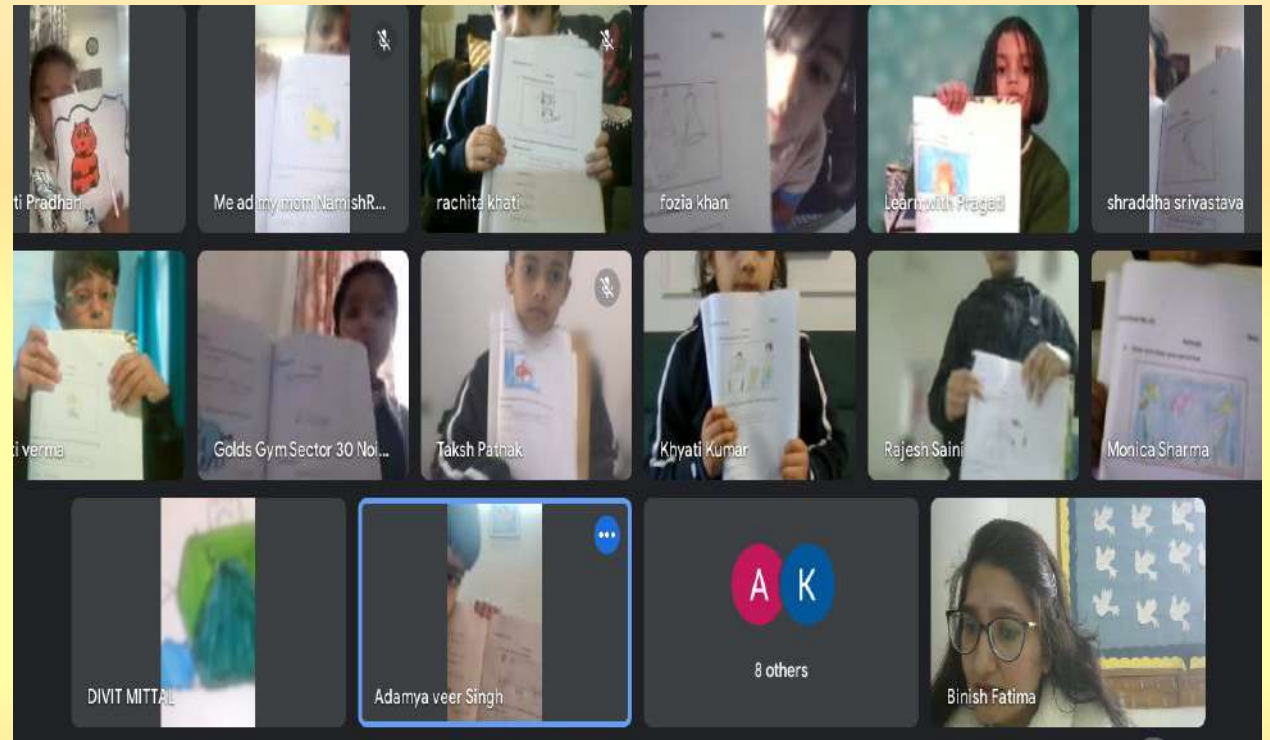 ti Pradhan...
Me ad my mom NamishR...
rachita khati
fozia khan
Learn with Pragati
shraddha srivastava
i verma
Golds Gym Sector 30 Noi...
Taksh Pathak
Khyati Kumar
Rajesh Saini
Monica Sharma
DIVIT MITTAL
Adamya veer Singh
A K
8 others
Binish Fatima